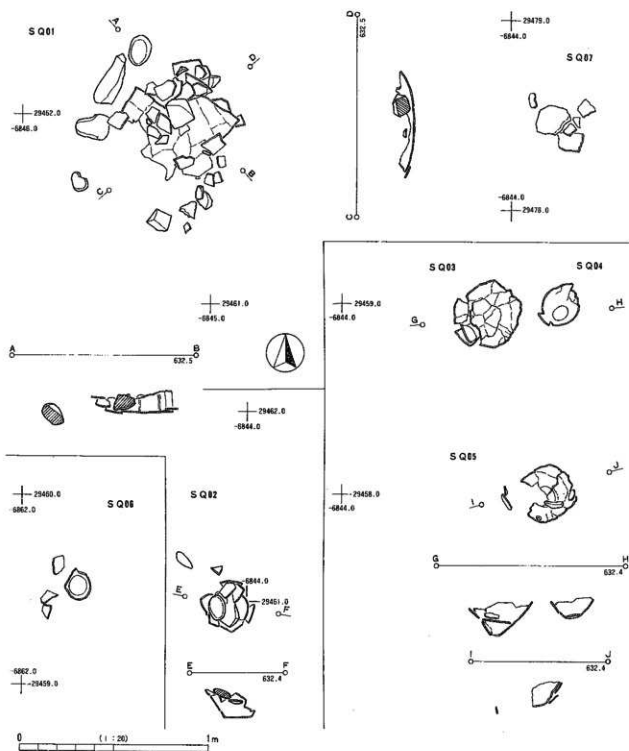 SQ01
A
D
29462.0
-6846.0
B
C
29461.0
-6845.0
A B
632.5
D
632.5
C
29479.0
-6844.0
SQ07
-6844.0
29478.0
SQ03
SQ04
29459.0
-6844.0
G
H
29462.0
-6844.0
SQ05
J
I
29458.0
-6844.0
G H
632.4
I J
632.4
SQ06
29460.0
-6862.0
-6862.0
-29459.0
SQ02
E
-6844.0
29461.0
F
E F
632.4
0 (1:20) 1m